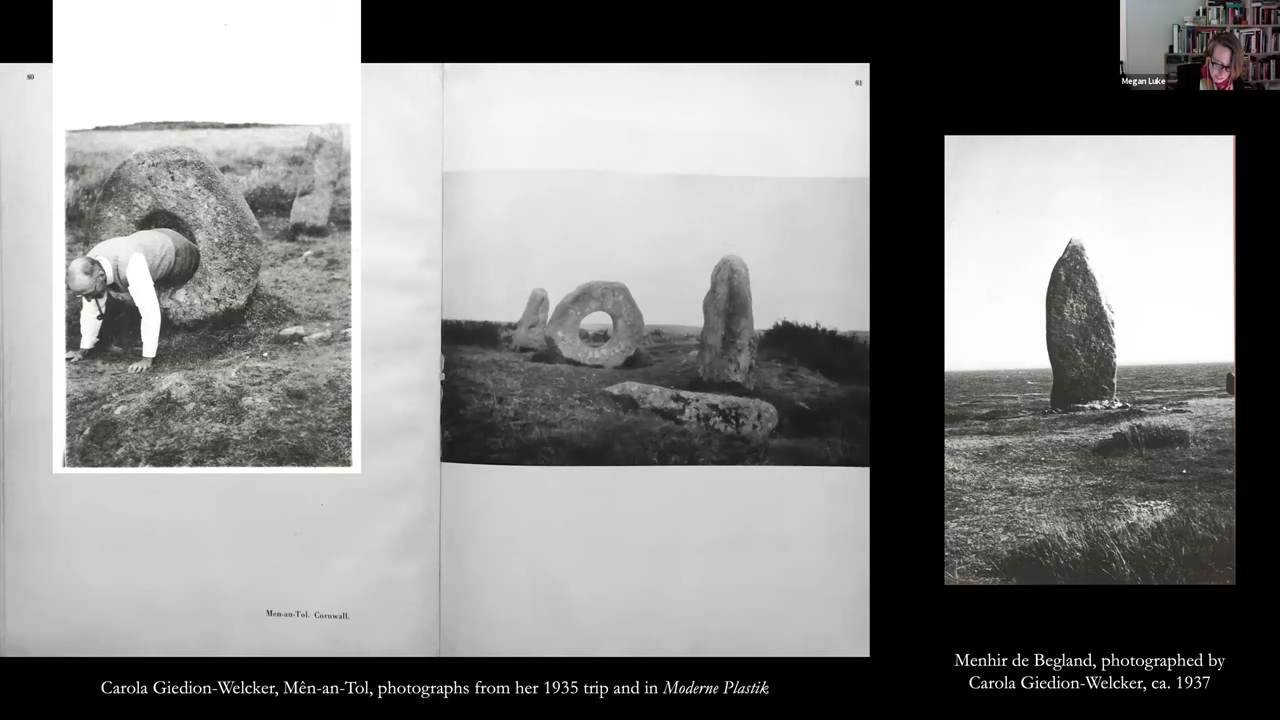 Megan Luke
80
81
Men-an-Tol. Cornwall.
Carola Giedion-Welcker, Mên-an-Tol, photographs from her 1935 trip and in Moderne Plastik
Menhir de Begland, photographed by
Carola Giedion-Welcker, ca. 1937